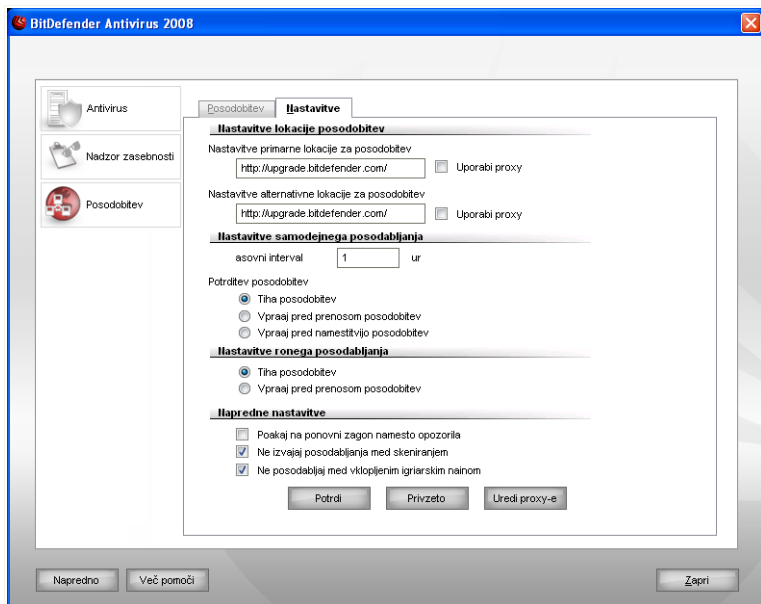 BitDefender Antivirus 2008
Antivirus
Nadzor zasebnosti
Posodobitev
Posodobitev
Nastavitve
Nastavitve lokacije posodobitev
Nastavitve primarne lokacije za posodobitev
http://upgrade.bitdefender.com/
Uporabi proxy
Nastavitve alternativne lokacije za posodobitev
http://upgrade.bitdefender.com/
Uporabi proxy
Nastavitve samodejnega posodabljanja
asovni interval 1 ur
Potrditev posodobitev
Tiha posodobitev
Vpraaj pred prenosom posodobitev
Vpraaj pred namestitvijo posodobitev
Nastavitve ronega posodabljanja
Tiha posodobitev
Vpraaj pred prenosom posodobitev
Napredne nastavitve
Poakaj na ponovni zagon namesto opozorila
Ne izvajaj posodabljanja med skeniranjem
Ne posodabljaj med vklopljenim igriarskim nainom
Potrdi Privzeto Uredi proxy-e
Napredno Več pomoči Zapri